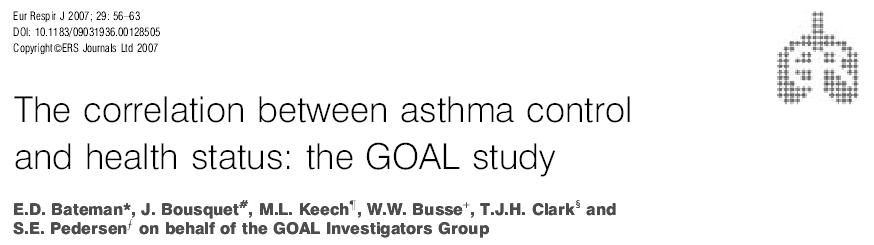 Eur Respir J 2007; 29: 56–63
DOI: 10.1183/09031936.00128505
Copyright©ERS Journals Ltd 2007
The correlation between asthma control
and health status: the GOAL study
E.D. Bateman*, J. Bousquet#, M.L. Keech¶, W.W. Busse+, T.J.H. Clark§ and
S.E. Pedersenƒ on behalf of the GOAL Investigators Group